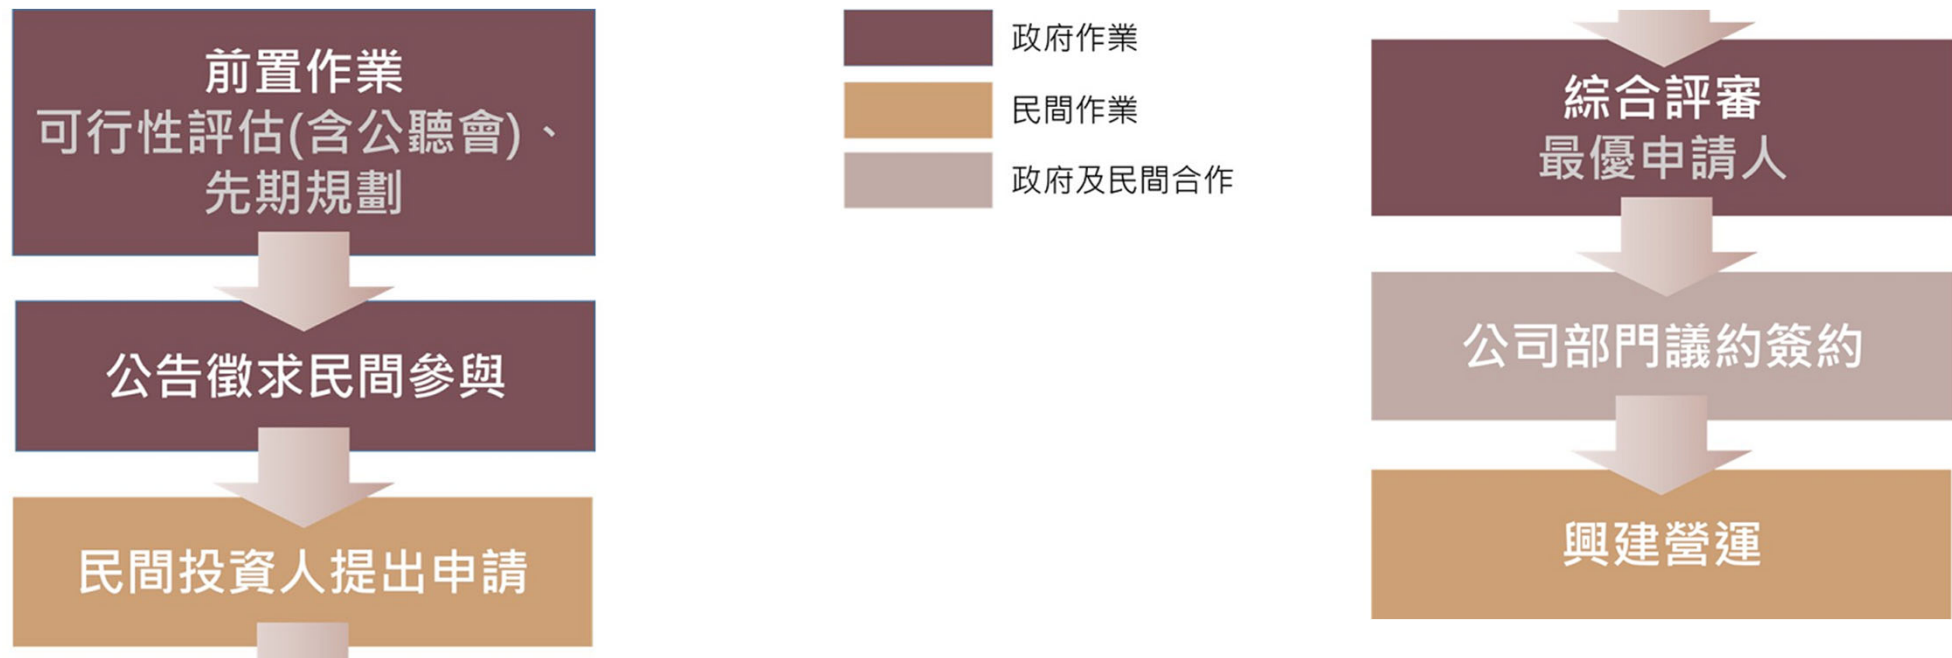 前置作業
可行性評估(含公聽會)、
先期規劃
公告徵求民間參與
民間投資人提出申請
政府作業
民間作業
政府及民間合作
綜合評審
最優申請人
公司部門議約簽約
興建營運